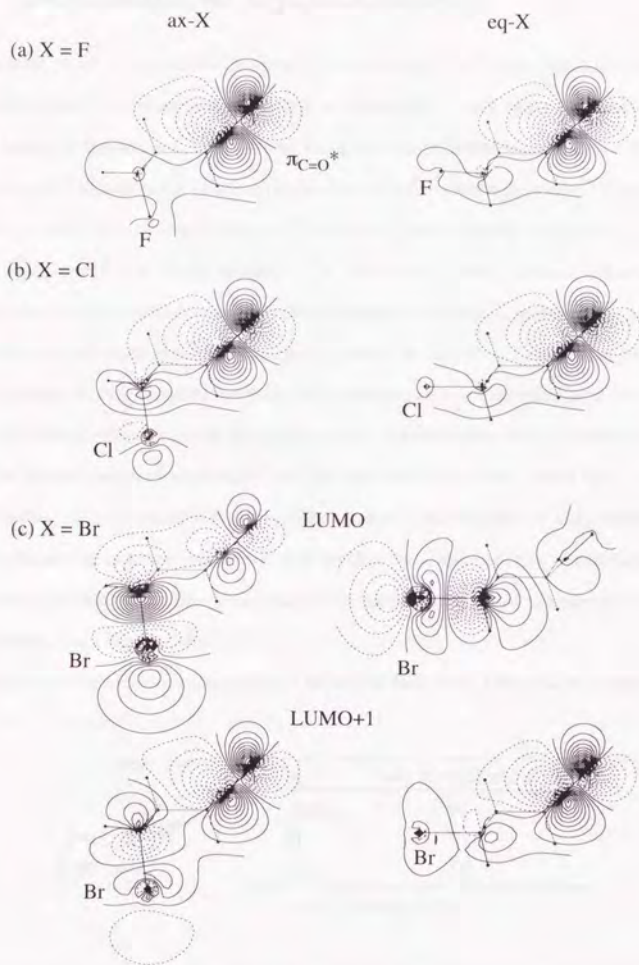 ax-X eq-X
(a) X = F
π C=O *
F F
(b) X = Cl
Cl Cl
(c) X = Br LUMO
Br Br
LUMO+1
Br Br